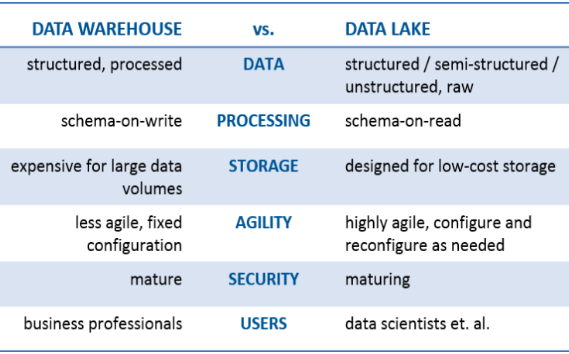 DATA WAREHOUSE vs. DATA LAKE
structured, processed DATA structured / semi-structured /
unstructured, raw
schema-on-write PROCESSING schema-on-read
expensive for large data STORAGE designed for low-cost storage
volumes
less agile, fixed AGILITY highly agile, configure and
configuration reconfigure as needed
mature SECURITY maturing
business professionals USERS data scientists et. al.